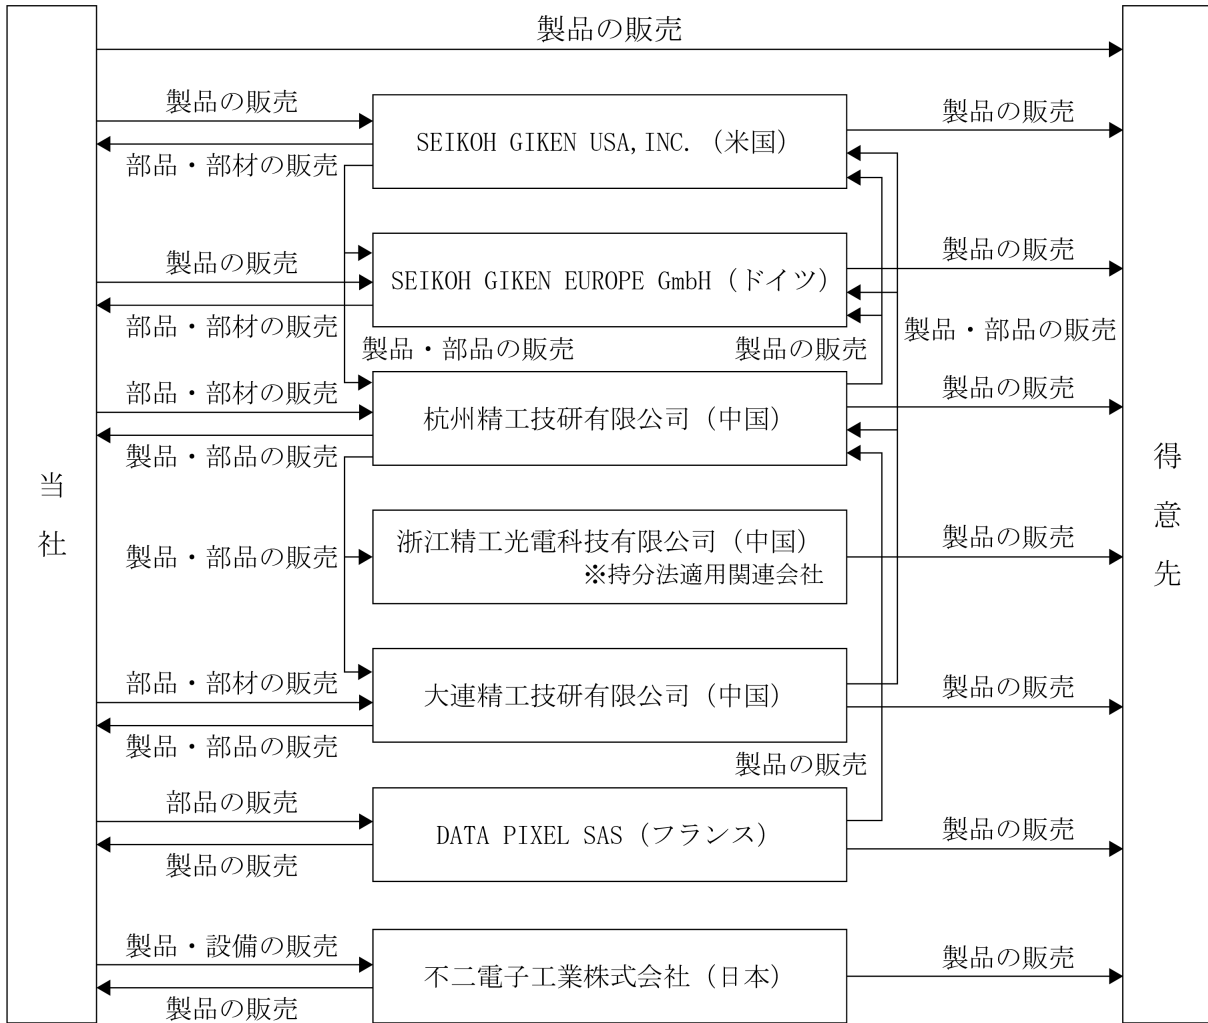 製品の販売
製品の販売
SEIKOH GIKEN USA,INC.（米国）
製品の販売
部品・部材の販売
製品の販売
SEIKOH GIKEN EUROPE GmbH（ドイツ）
製品の販売
部品・部材の販売
製品・部品の販売
製品の販売
製品・部品の販売
部品・部材の販売
杭州精工技研有限公司（中国）
製品の販売
製品・部品の販売
当社
得意先
製品・部品の販売
浙江精工光電科技有限公司（中国）
※持分法適用関連会社
製品の販売
部品・部材の販売
大連精工技研有限公司（中国）
製品の販売
製品・部品の販売
製品の販売
部品の販売
DATA PIXEL SAS（フランス）
製品の販売
製品の販売
製品・設備の販売
不二電子工業株式会社（日本）
製品の販売
製品の販売